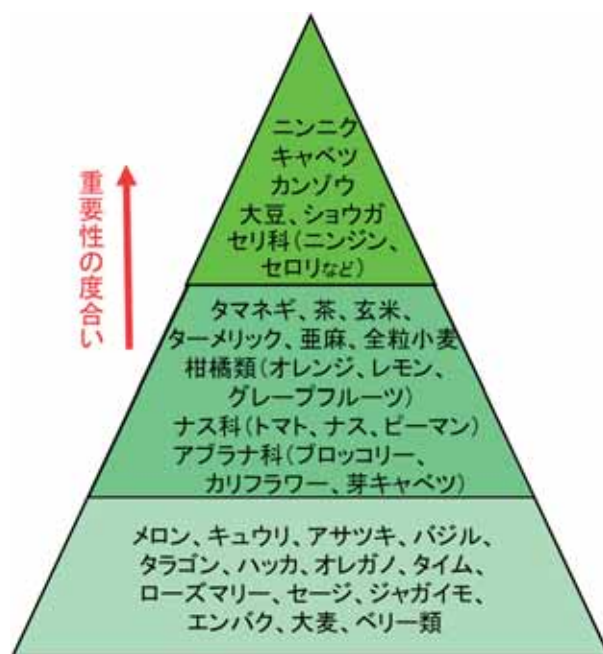 重要性の度合い
ニンニク
キャベツ
カンゾウ
大豆、ショウガ
セリ科(ニンジン、
セロリなど)
タマネギ、茶、玄米、
ターメリック、亜麻、全粒小麦
柑橘類(オレンジ、レモン、
グレープフルーツ)
ナス科(トマト、ナス、ピーマン)
アブラナ科(ブロッコリー、
カリフラワー、芽キャベツ)
メロン、キュウリ、アサツキ、バジル、
タラゴン、ハッカ、オレガノ、タイム、
ローズマリー、セージ、ジャガイモ、
エンバク、大麦、ベリー類